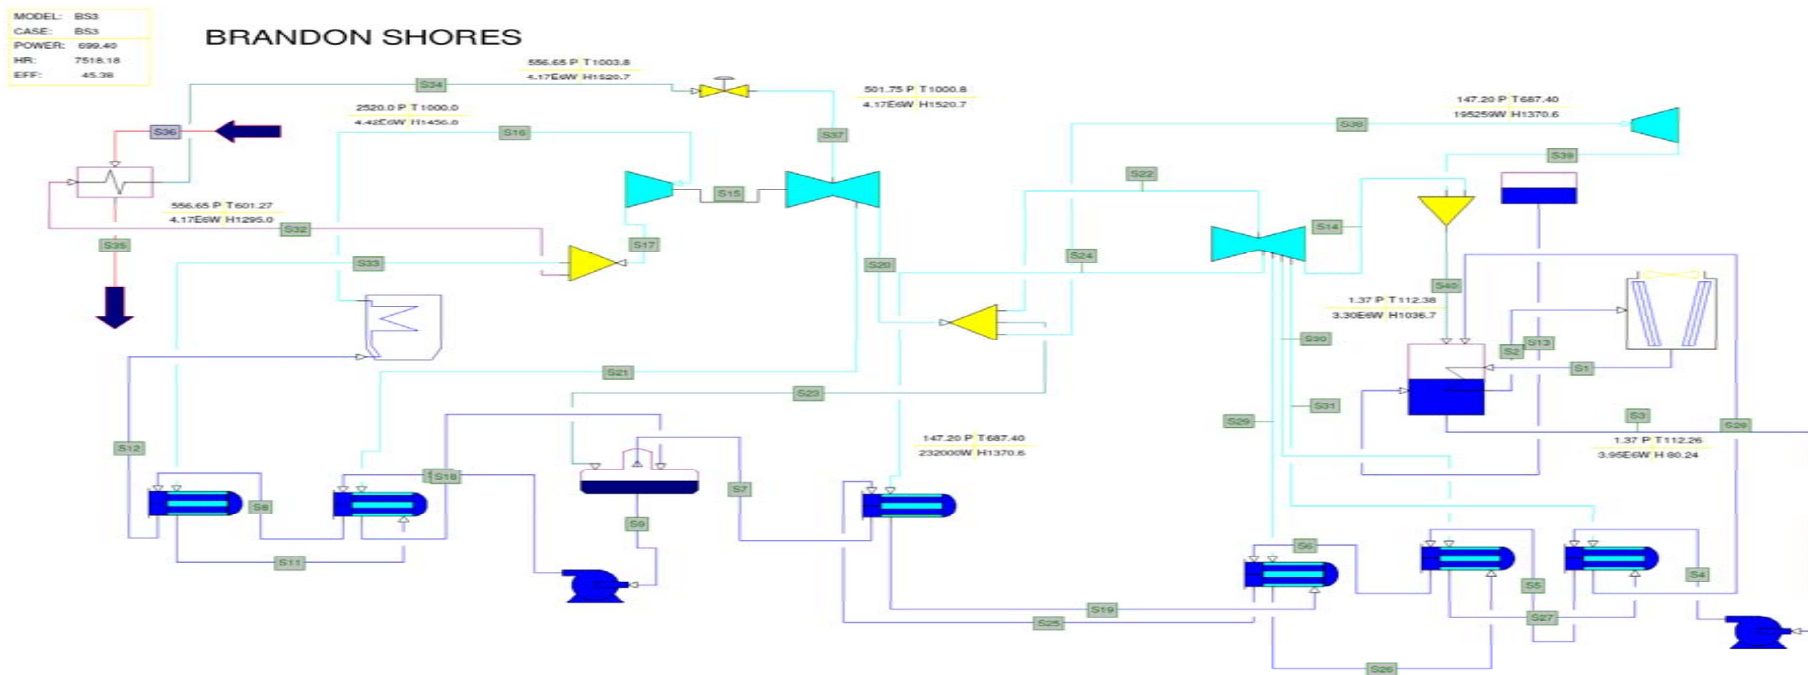 MODEL: BS3
CASE: BS3
POWER: 699.40
HR: 7518.18
EFF: 45.38
BRANDON SHORES
556.65 P T1003.8
4.17E6W H1520.7
S34
2520.0 P T1000.0
4.42E6W H1456.0
501.75 P T1000.8
4.17E6W H1520.7
147.20 P T687.40
195259W H1370.6
S36
S16
S37
S38
S39
S22
S15
556.65 P T601.27
4.17E6W H1295.0
S32
S14
S35
S17
S33
S20
S24
S40
1.37 P T112.38
3.30E6W H1036.7
S30
S2
S13
S1
S21
S23
S31
S29
S3
S28
1.37 P T112.26
3.95E6W H 80.24
S12
147.20 P T687.40
232000W H1370.6
S18
S7
S8
S9
S11
S6
S5
S4
S19
S25
S27
S26